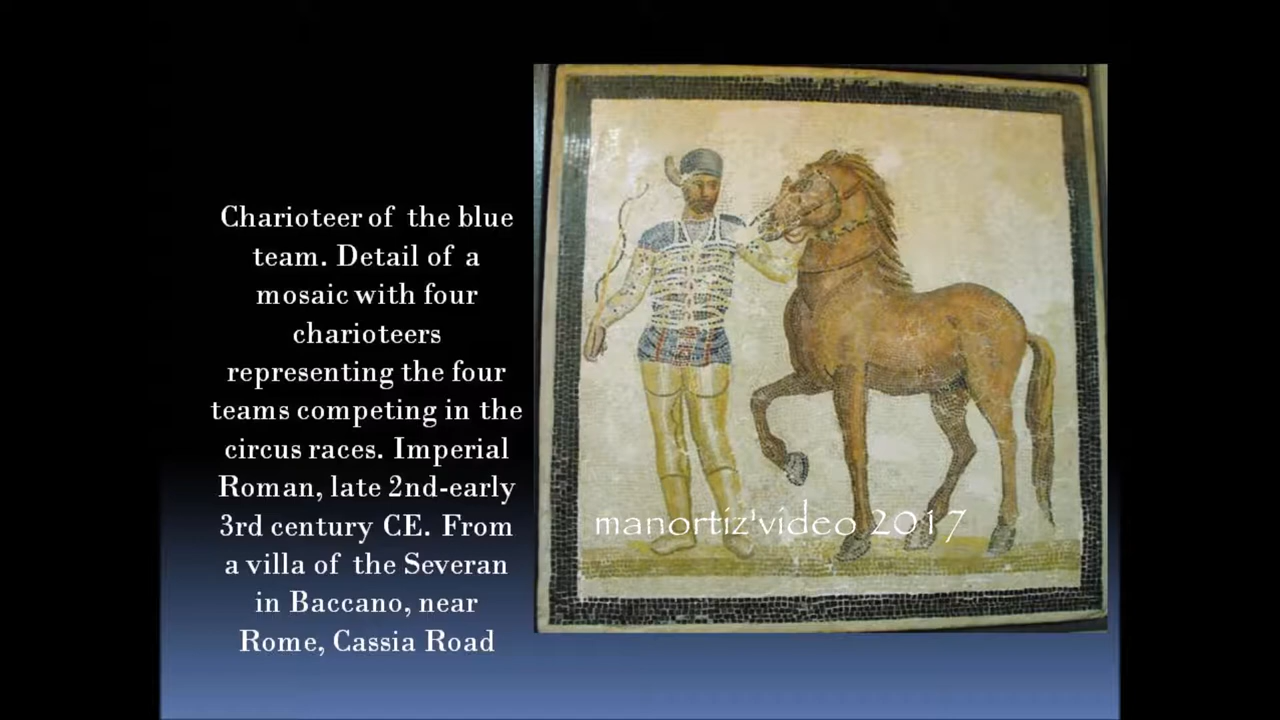 Charioteer of the blue
team. Detail of a
mosaic with four
charioteers
representing the four
teams competing in the
circus races. Imperial
Roman, late 2nd-early
3rd century CE. From
a villa of the Severan
in Baccano, near
Rome, Cassia Road
manortiz'video 2017